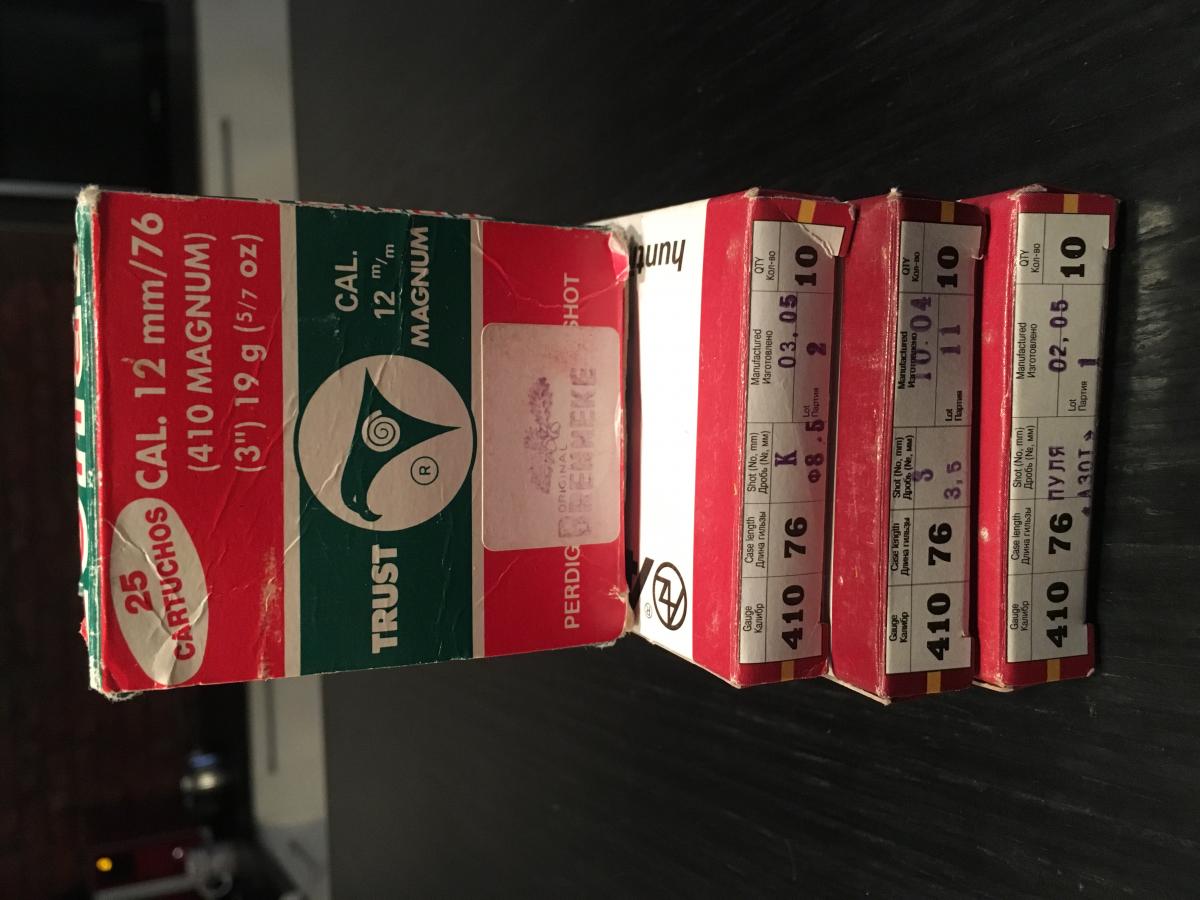 25
CARTUCHOS
CAL. 12 mm/76
(410 MAGNUM)
(3") 19 g (5/7 oz)
TRUST
CAL.
12 m/m
MAGNUM
®
ORIGINAL
BRENNEKE
PERDIG
SHOT
hunti
Gauge
Калибр
Case length
Длина гильзы
Shot (No, mm)
Дробь (№, мм)
Manufactured
Изготовлено
QTY
Кол-во
410
76
К
Ф8.5
03.05
Lot
Партия
2
10
Gauge
Калибр
Case length
Длина гильзы
Shot (No, mm)
Дробь (№, мм)
Manufactured
Изготовлено
QTY
Кол-во
410
76
3
3,5
10.04
Lot
Партия
11
10
Gauge
Калибр
Case length
Длина гильзы
Shot (No, mm)
Дробь (№, мм)
Manufactured
Изготовлено
QTY
Кол-во
410
76
ПУЛЯ
«АЗОТ»
02.05
Lot
Партия
1
10